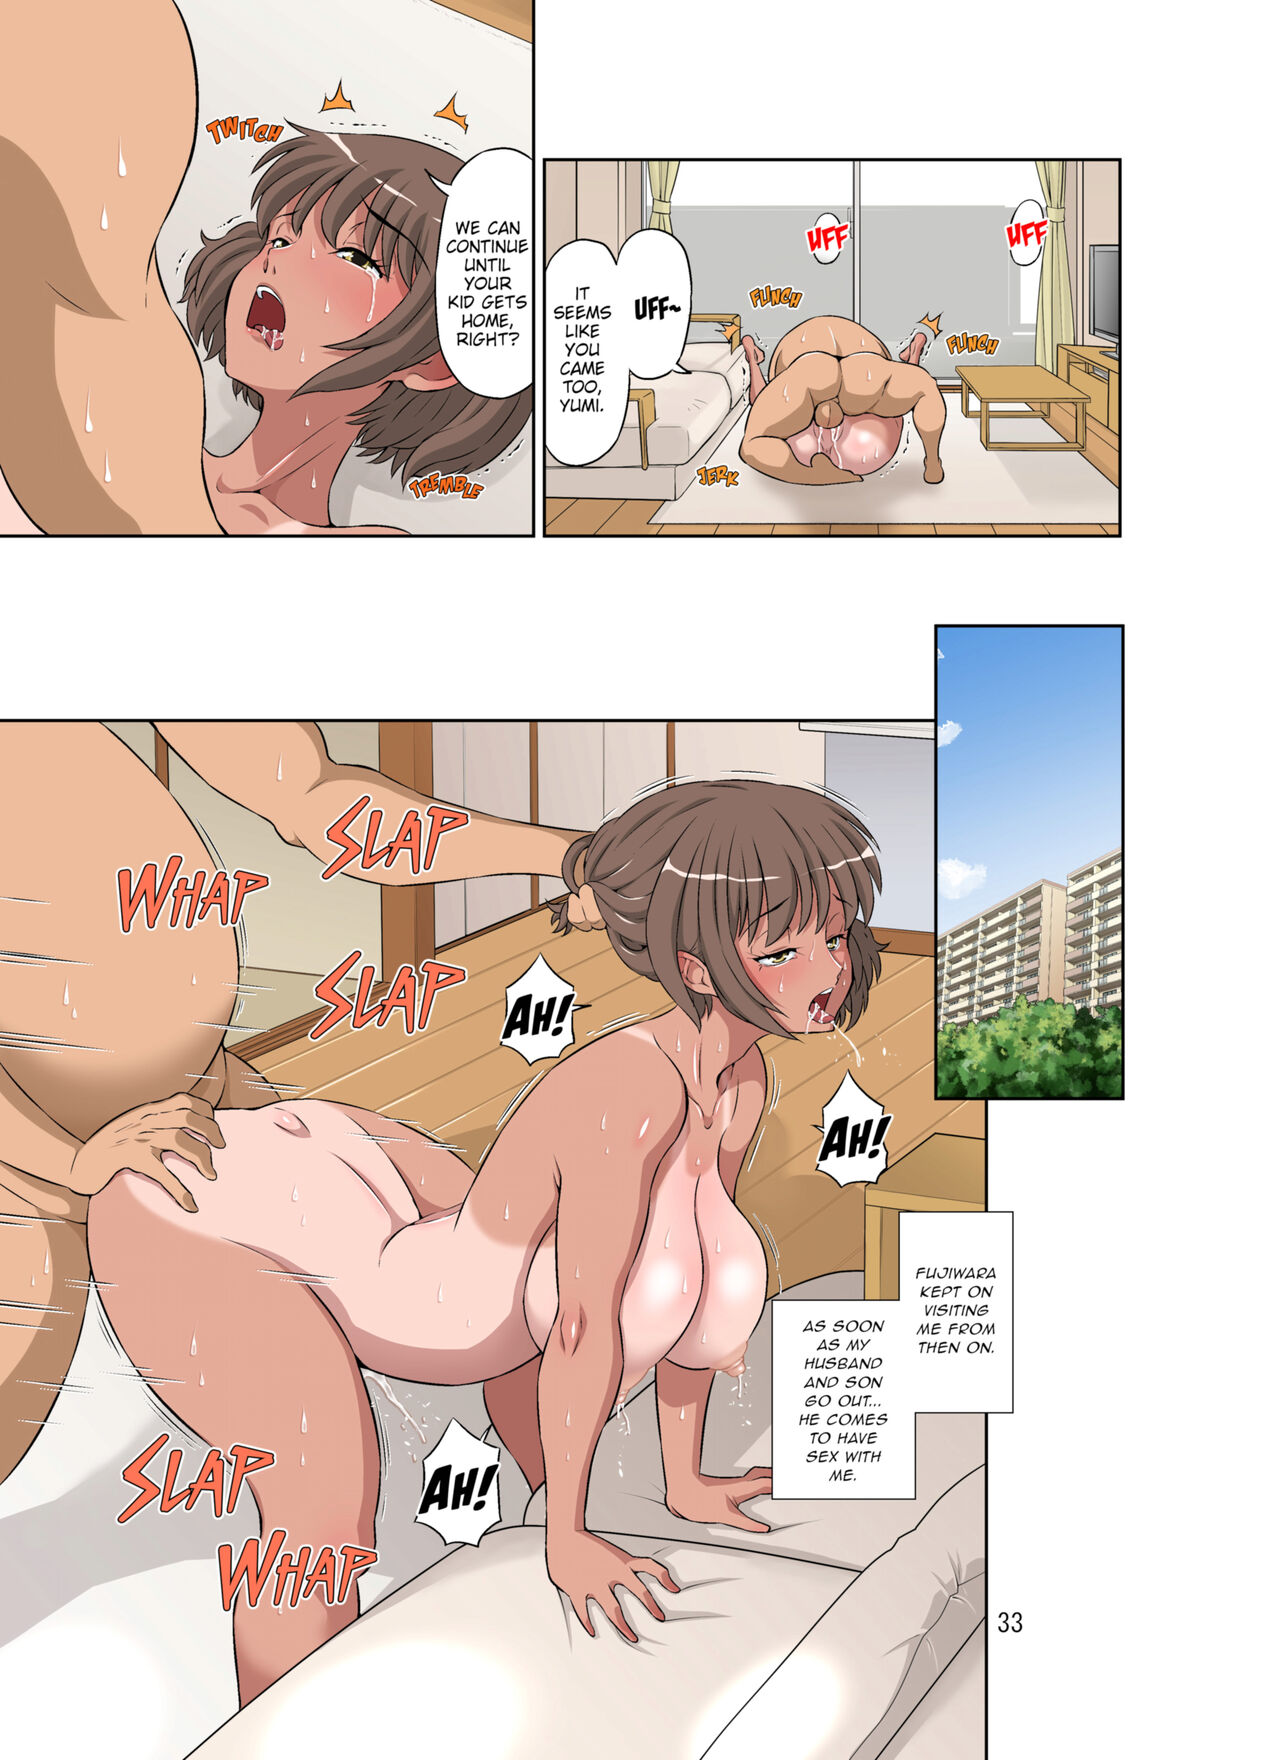 UFF
UFF
UFF~
FLINCH
FLINCH
JERK
IT
SEEMS
LIKE
YOU
CAME
TOO,
YUMI.
TWITCH
WE CAN
CONTINUE
UNTIL
YOUR
KID GETS
HOME,
RIGHT?
TREMBLE
SLAP
WHAP
SLAP
AH!
AH!
FUJIWARA
KEPT ON
VISITING
ME FROM
THEN ON.
AS SOON
AS MY
HUSBAND
AND SON
GO OUT...
HE COMES
TO HAVE
SEX WITH
ME.
AH!
SLAP
WHAP
33